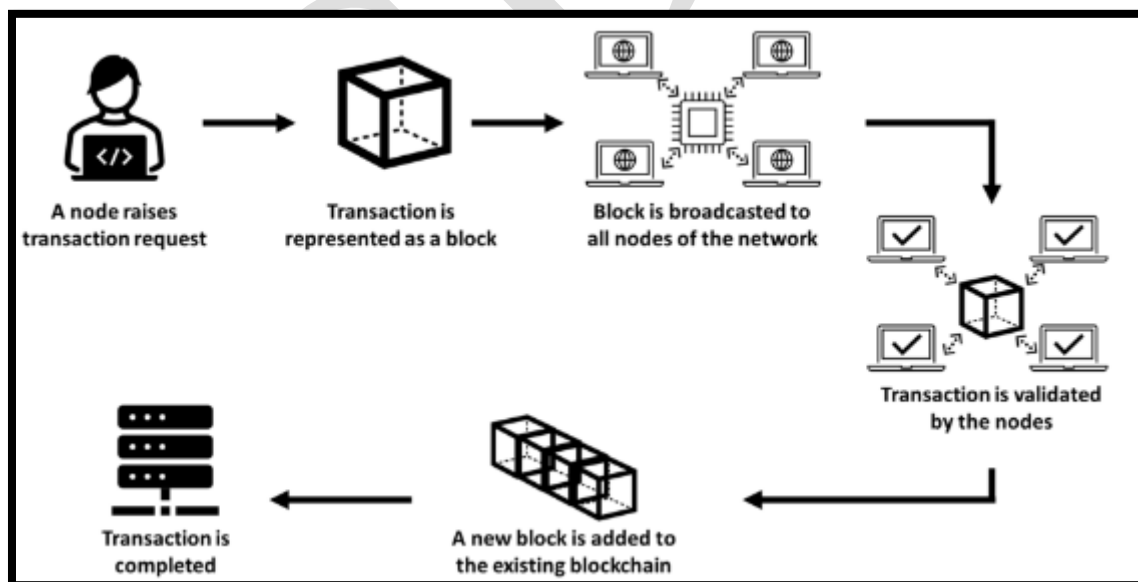 </>
A node raises
transaction request
Transaction is
represented as a block
Block is broadcasted to
all nodes of the network
Transaction is validated
by the nodes
A new block is added to
the existing blockchain
Transaction is
completed